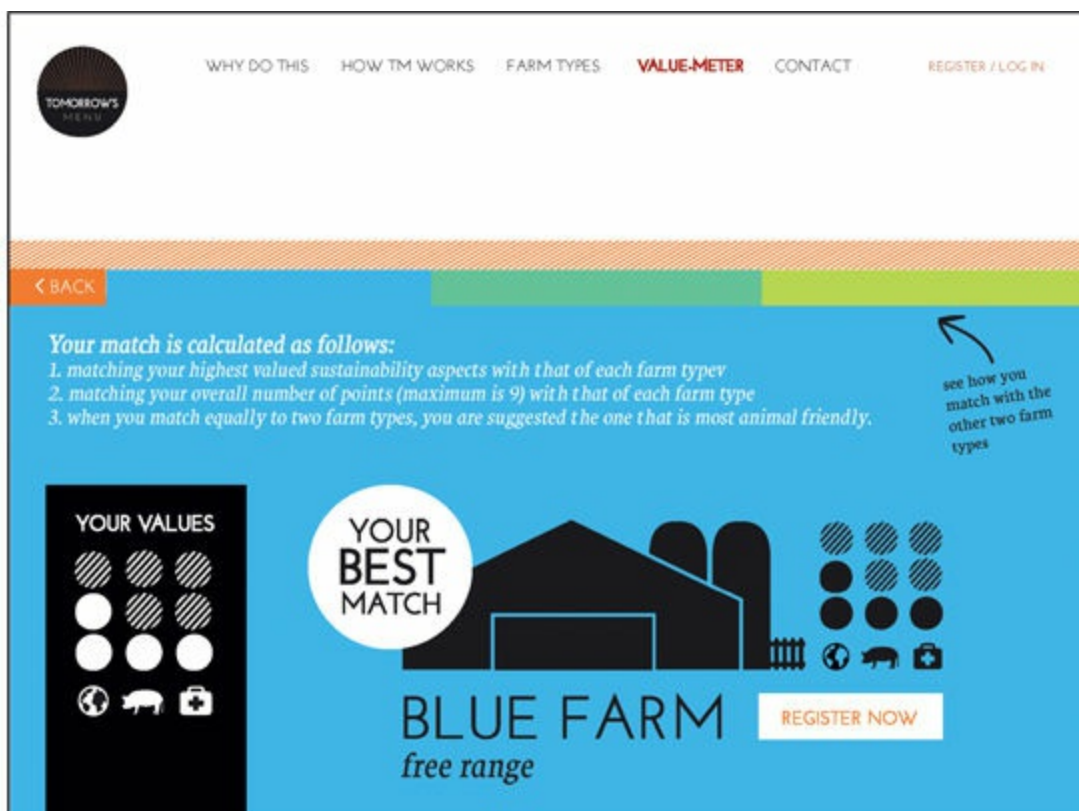 TOMORROW'S
MENU
WHY DO THIS HOW TM WORKS FARM TYPES VALUE-METER CONTACT REGISTER / LOG IN
< BACK
Your match is calculated as follows:
1. matching your highest valued sustainability aspects with that of each farm typev
2. matching your overall number of points (maximum is 9) with that of each farm type
3. when you match equally to two farm types, you are suggested the one that is most animal friendly.
see how you
match with the
other two farm
types
YOUR VALUES
YOUR
BEST
MATCH
BLUE FARM
free range
REGISTER NOW